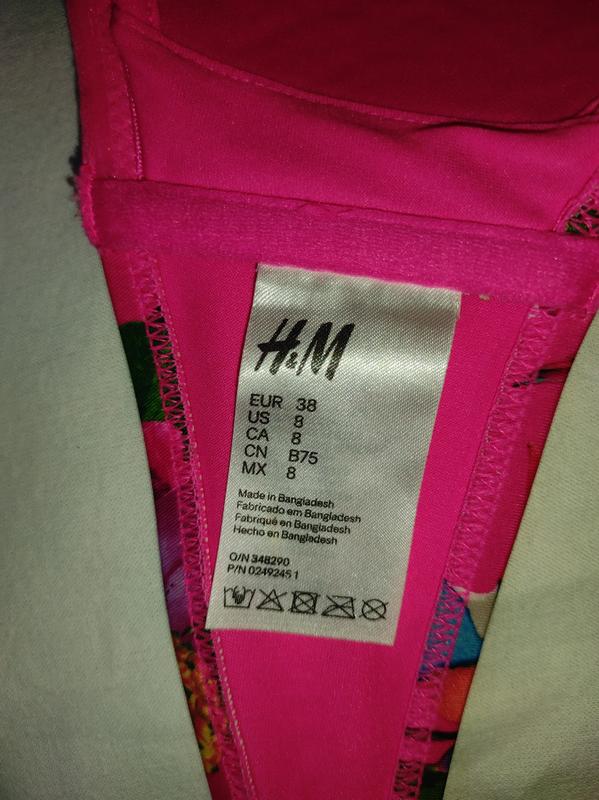 H&M
EUR 38
US 8
CA 8
CN B75
MX 8
Made in Bangladesh
Fabricado em Bangladesh
Fabriqué en Bangladesh
Hecho en Bangladesh
O/N 348290
P/N 02492451